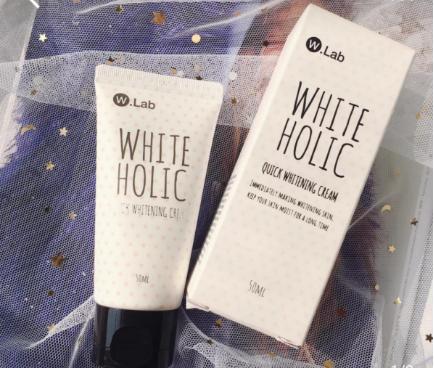 W.Lab
WHITE
HOLIC
WHITENING
50ML
W.Lab
WHITE
HOLIC
QUICK WHITENING CREAM
IMMEDIATELY MAKING WHITENING SKIN,
KEEP YOUR SKIN MOIST FOR A LONG TIME
50ML